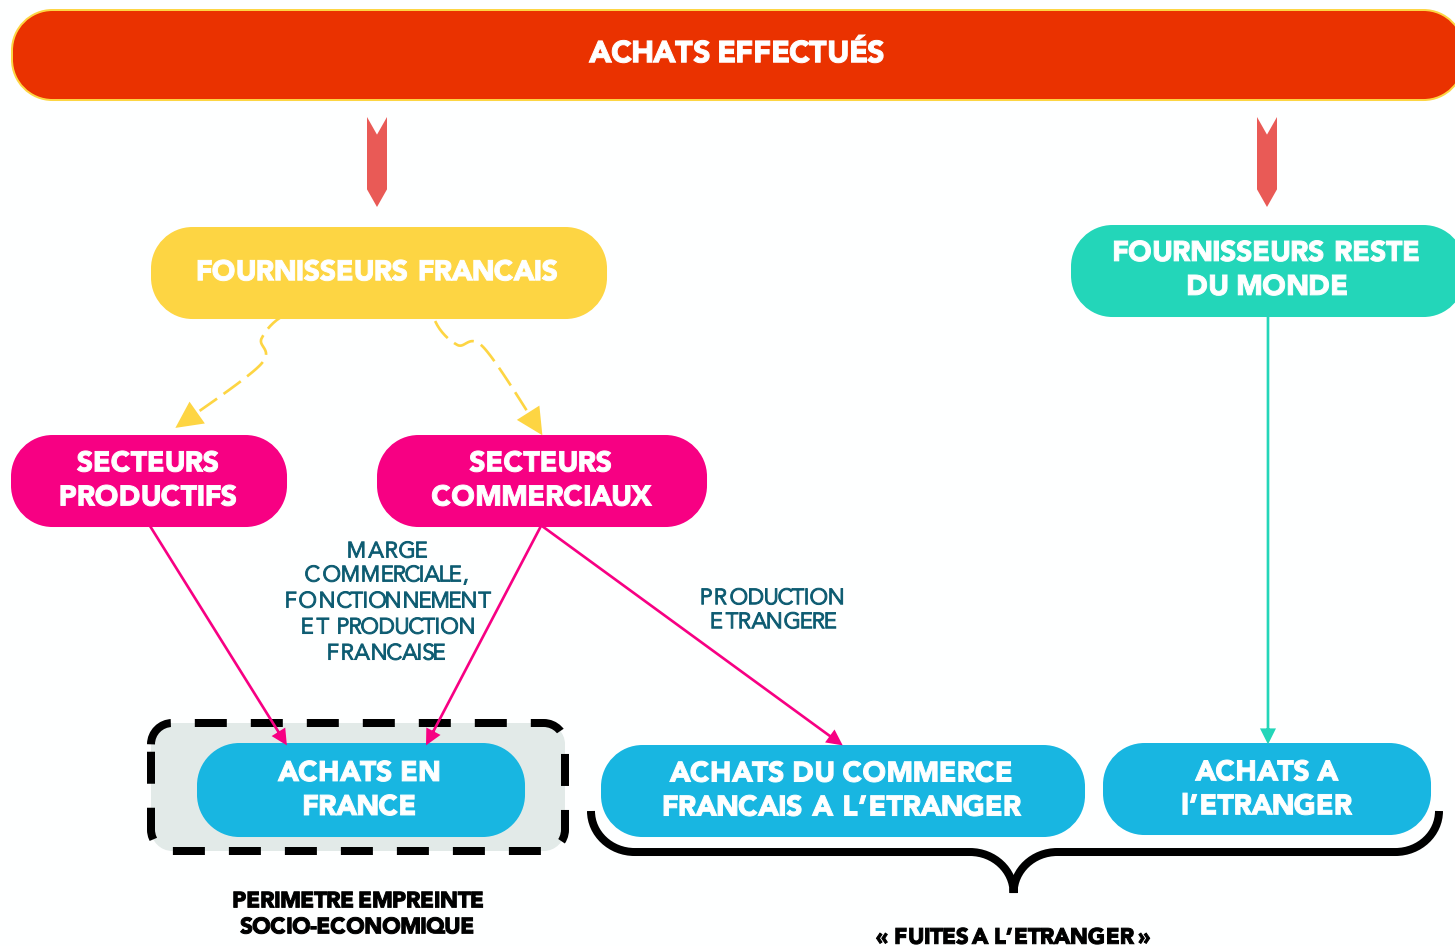 ACHATS EFFECTUÉS
FOURNISSEURS FRANCAIS
FOURNISSEURS RESTE
DU MONDE
SECTEURS
PRODUCTIFS
SECTEURS
COMMERCIAUX
MARGE
COMMERCIALE,
FONCTIONNEMENT
ET PRODUCTION
FRANCAISE
PRODUCTION
ETRANGERE
ACHATS EN
FRANCE
ACHATS DU COMMERCE
FRANCAIS A L’ETRANGER
ACHATS A
l’ETRANGER
PERIMETRE EMPREINTE
SOCIO-ECONOMIQUE
« FUITES A L’ETRANGER »